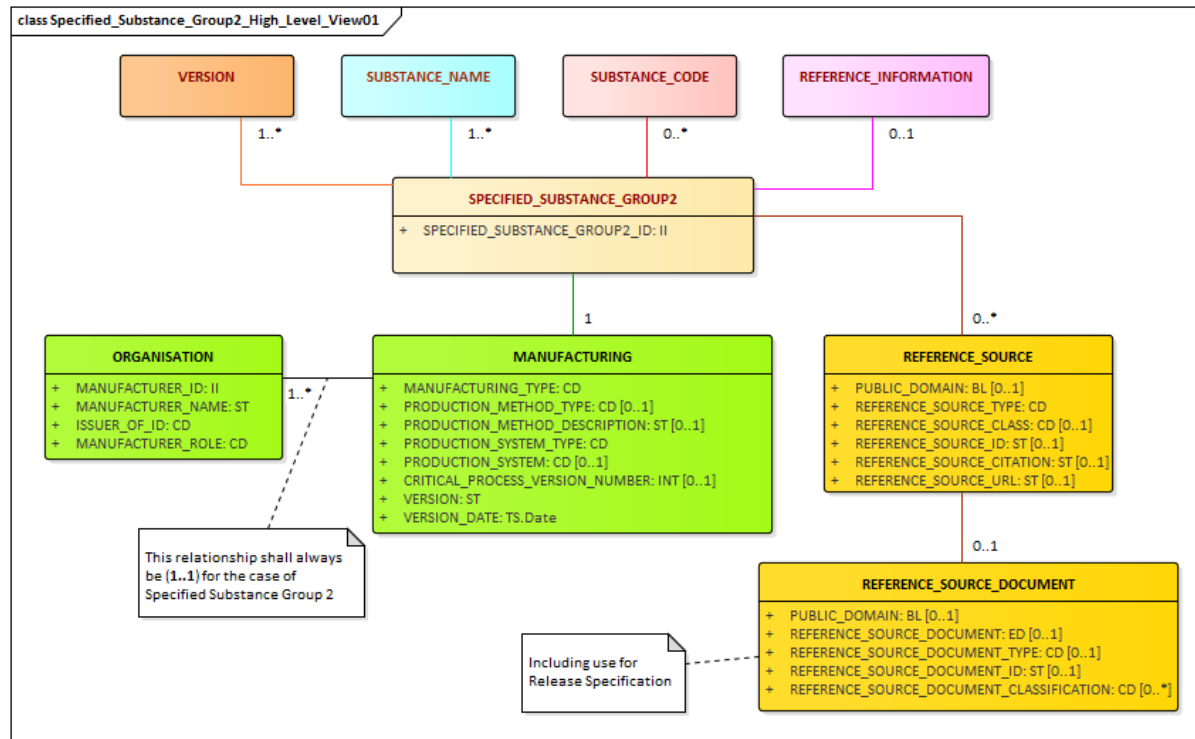 class Specified_Substance_Group2_High_Level_View01
VERSION
SUBSTANCE_NAME
SUBSTANCE_CODE
REFERENCE_INFORMATION
1..*
1..*
0..*
0..1
SPECIFIED_SUBSTANCE_GROUP2
+ SPECIFIED_SUBSTANCE_GROUP2_ID: II
1
0..*
ORGANISATION
+ MANUFACTURER_ID: II
+ MANUFACTURER_NAME: ST
+ ISSUER_OF_ID: CD
+ MANUFACTURER_ROLE: CD
1..*
MANUFACTURING
+ MANUFACTURING_TYPE: CD
+ PRODUCTION_METHOD_TYPE: CD [0..1]
+ PRODUCTION_METHOD_DESCRIPTION: ST [0..1]
+ PRODUCTION_SYSTEM_TYPE: CD
+ PRODUCTION_SYSTEM: CD [0..1]
+ CRITICAL_PROCESS_VERSION_NUMBER: INT [0..1]
+ VERSION: ST
+ VERSION_DATE: TS.Date
REFERENCE_SOURCE
+ PUBLIC_DOMAIN: BL [0..1]
+ REFERENCE_SOURCE_TYPE: CD
+ REFERENCE_SOURCE_CLASS: CD [0..1]
+ REFERENCE_SOURCE_ID: ST [0..1]
+ REFERENCE_SOURCE_CITATION: ST [0..1]
+ REFERENCE_SOURCE_URL: ST [0..1]
This relationship shall always
be (1..1) for the case of
Specified Substance Group 2
0..1
REFERENCE_SOURCE_DOCUMENT
+ PUBLIC_DOMAIN: BL [0..1]
+ REFERENCE_SOURCE_DOCUMENT: ED [0..1]
+ REFERENCE_SOURCE_DOCUMENT_TYPE: CD [0..1]
+ REFERENCE_SOURCE_DOCUMENT_ID: ST [0..1]
+ REFERENCE_SOURCE_DOCUMENT_CLASSIFICATION: CD [0..*]
Including use for
Release Specification